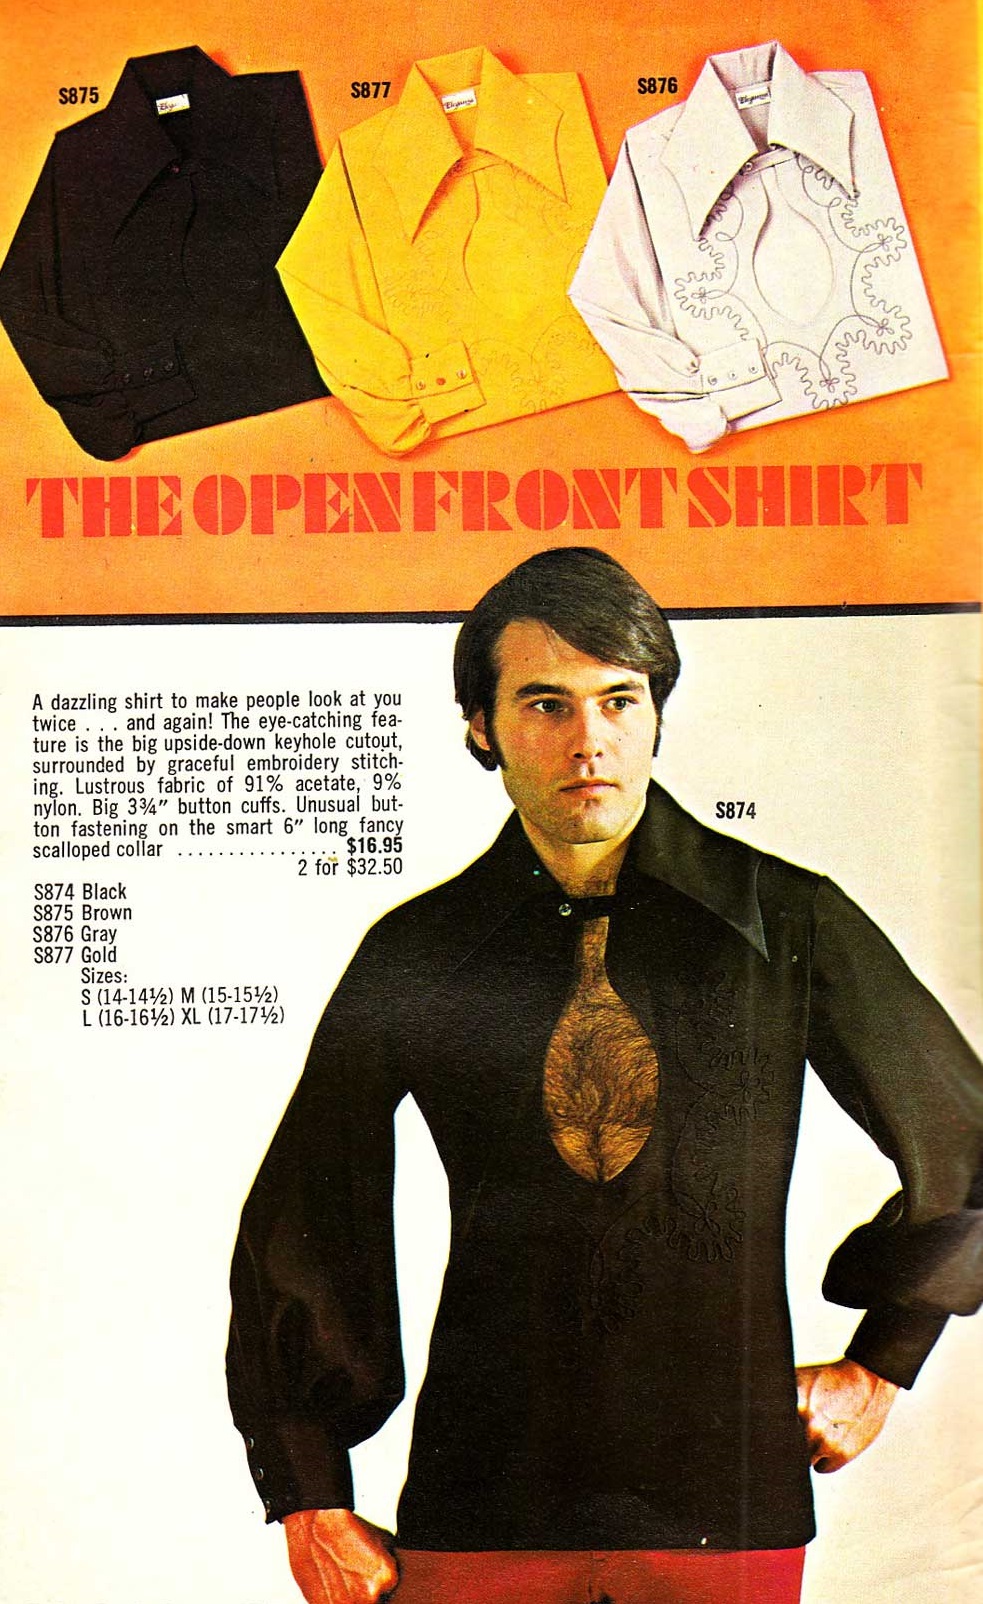 S875
S877
S876
Eleganza
Eleganza
THE OPEN FRONT SHIRT
A dazzling shirt to make people look at you
twice . . . and again! The eye-catching fea-
ture is the big upside-down keyhole cutout,
surrounded by graceful embroidery stitch-
ing. Lustrous fabric of 91% acetate, 9%
nylon. Big 3¾" button cuffs. Unusual but-
ton fastening on the smart 6" long fancy
scalloped collar ................ $16.95
2 for $32.50
S874
S874 Black
S875 Brown
S876 Gray
S877 Gold
Sizes:
S (14-14½) M (15-15½)
L (16-16½) XL (17-17½)